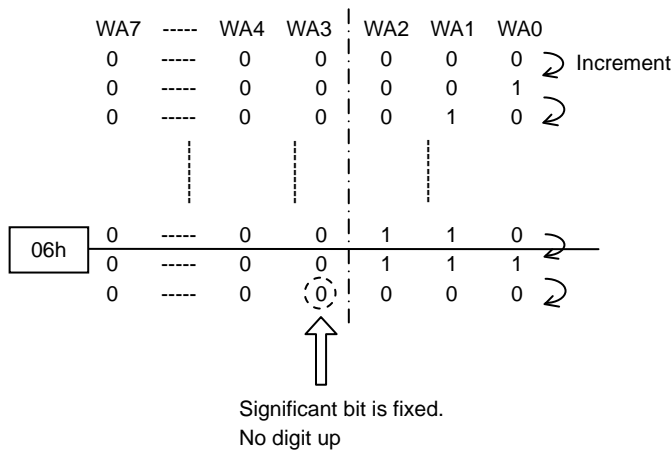 WA7 ----- WA4 WA3 WA2 WA1 WA0
0 ----- 0 0 0 0 0 Increment
0 ----- 0 0 0 0 1
0 ----- 0 0 0 1 0
0 ----- 0 0 1 1 0
06h
0 ----- 0 0 1 1 1
0 ----- 0 0 0 0 0
Significant bit is fixed.
No digit up